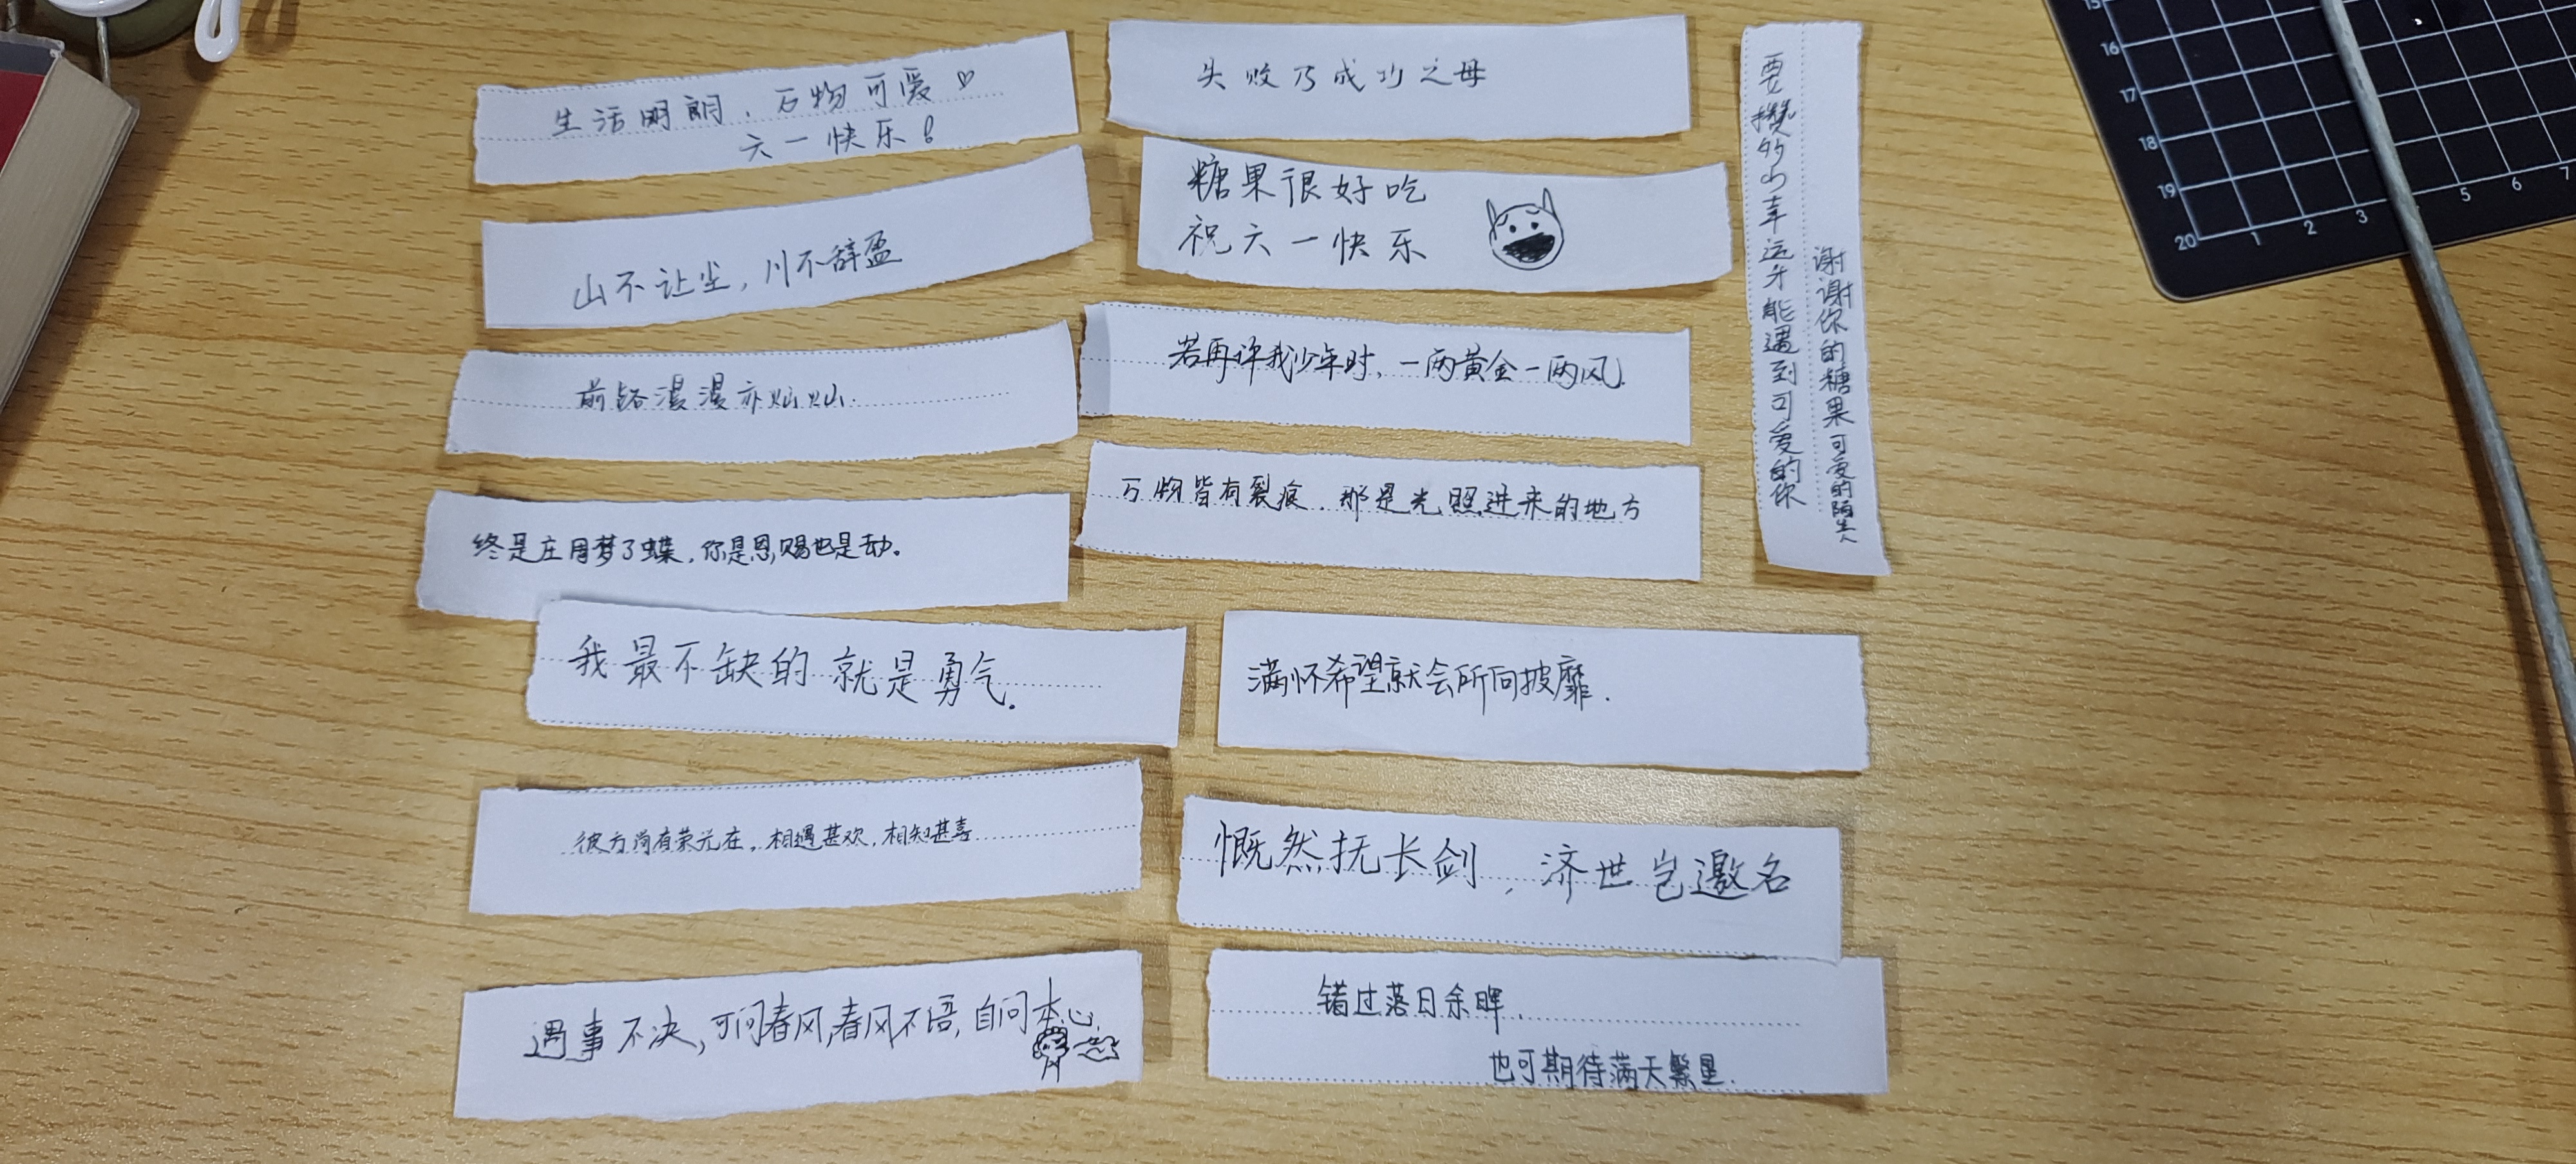 生活明朗，万物可爱♡
六一快乐！
山不让尘，川不辞盈
前路漫漫亦灿灿.
终是庄周梦了蝶，你是恩赐也是劫。
我最不缺的就是勇气.
彼方尚有荣光在，相遇甚欢，相知甚喜
遇事不决，可问春风，春风不语，自问本心
失败乃成功之母
糖果很好吃
祝六一快乐
若再许我少年时，一两黄金一两风.
万物皆有裂痕，那是光照进来的地方
满怀希望就会所向披靡.
慨然抚长剑，济世岂邀名
错过落日余晖，
也可期待满天繁星.
要攒够的幸运才能遇到可爱的你
谢谢你的糖果可爱的陌生人
15
16
17
18
19
20
1
2
3
5
6
7